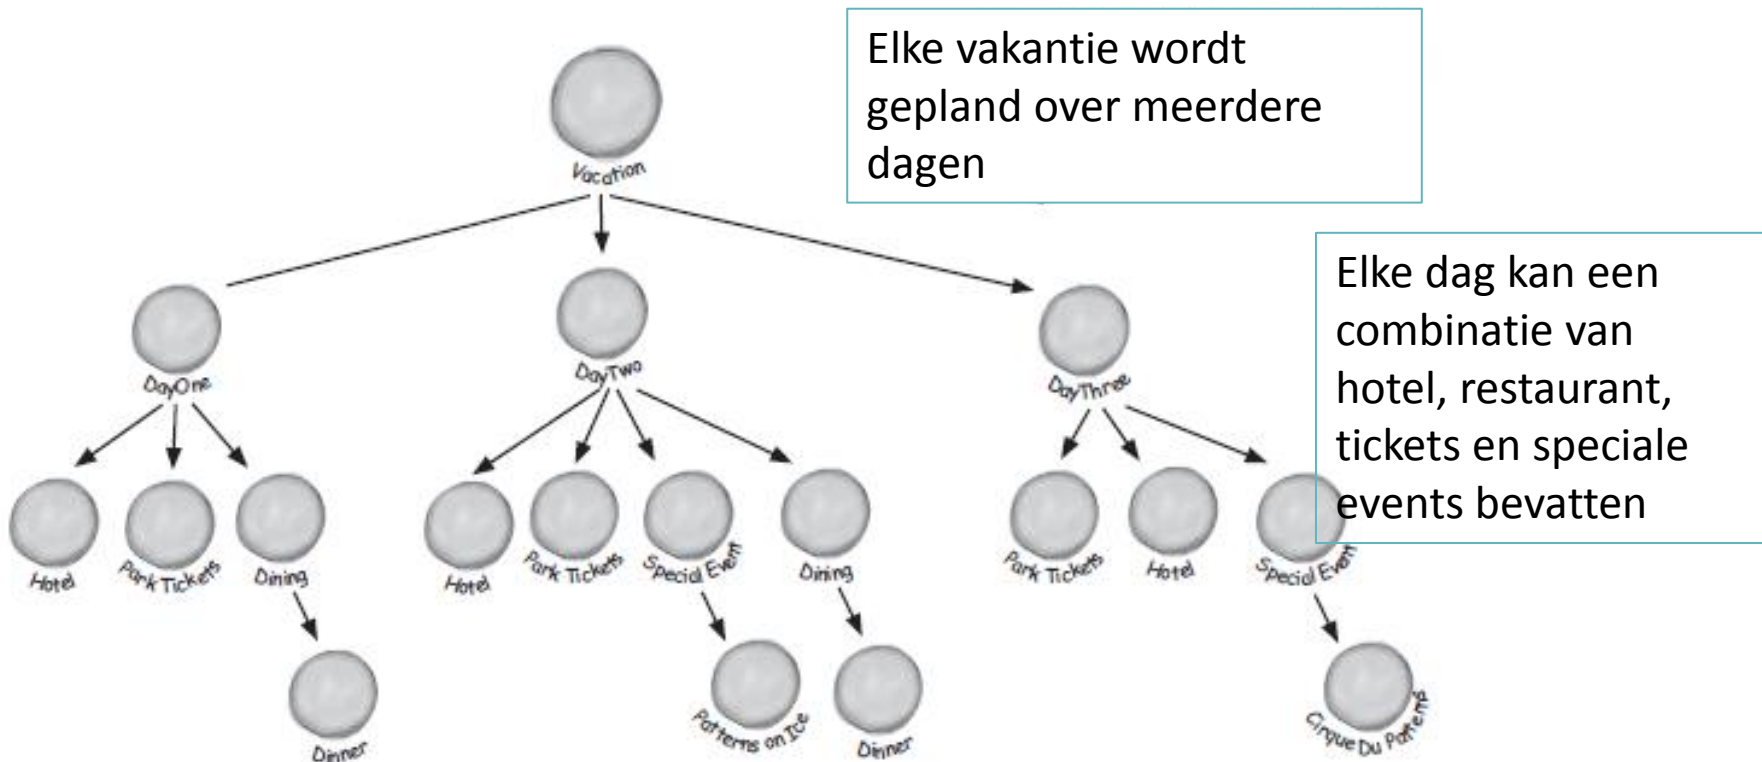 Elke vakantie wordt
gepland over meerdere
dagen
Vacation
Elke dag kan een
combinatie van
hotel, restaurant,
tickets en speciale
events bevatten
DayOne
DayTwo
DayThree
Hotel
Park Tickets
Dining
Hotel
Park Tickets
Special Event
Dining
Park Tickets
Hotel
Special Event
Dinner
Patterns on Ice
Dinner
Cirque Du Patterns